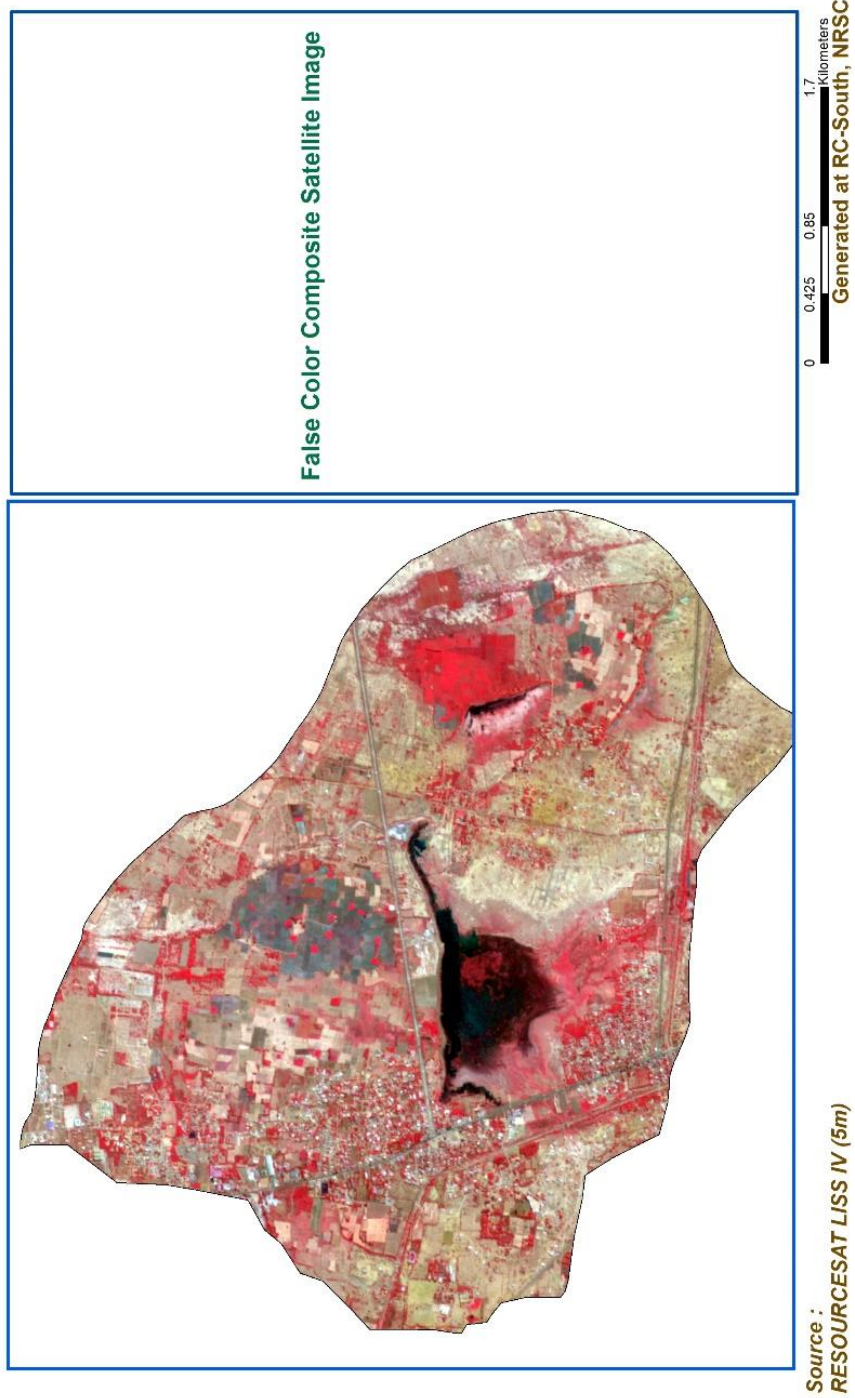 False Color Composite Satellite Image
Source :
RESOURCESAT LISS IV (5m)
0 0.425 0.85 1.7
Kilometers
Generated at RC-South, NRSC